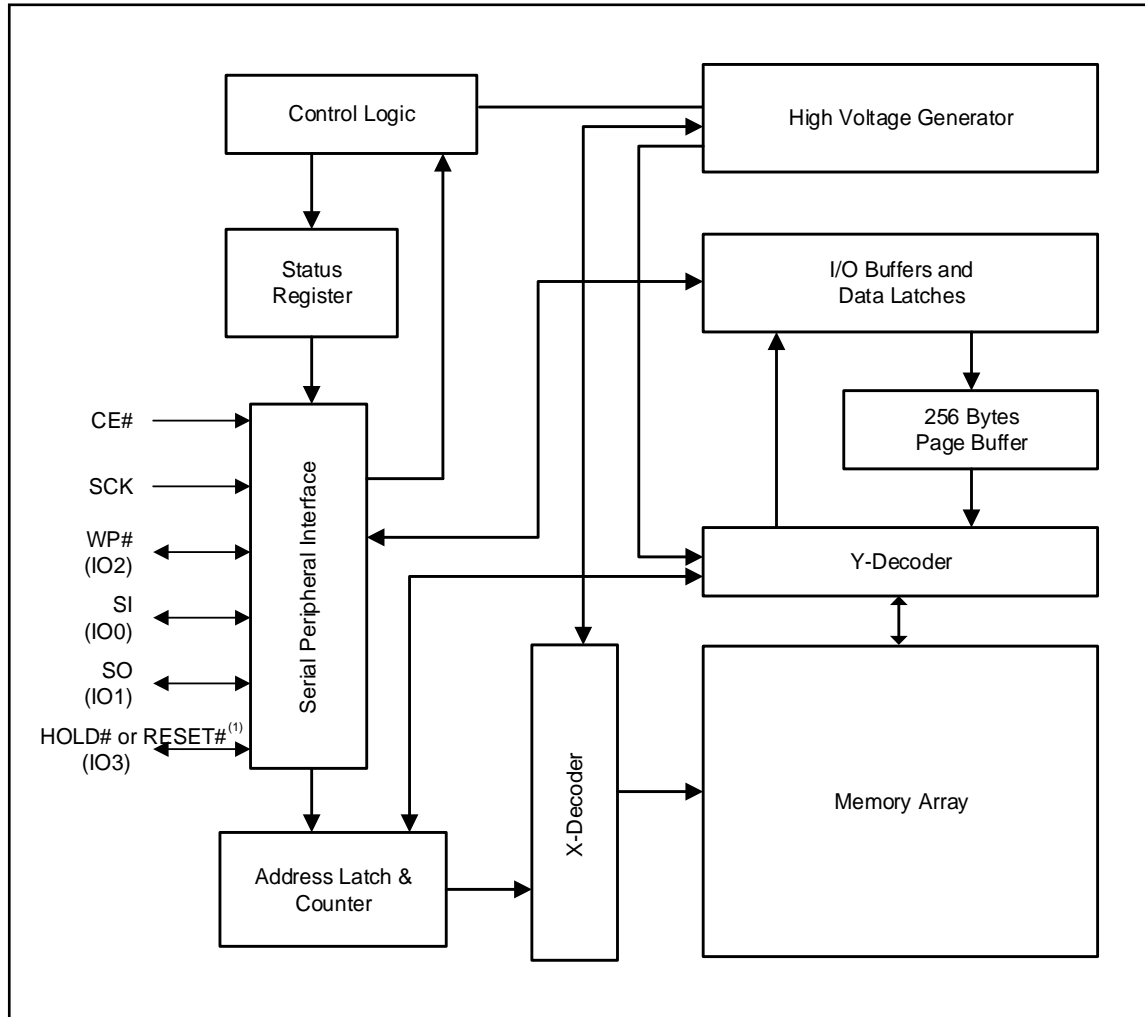 Control Logic
High Voltage Generator
Status
Register
I/O Buffers and
Data Latches
256 Bytes
Page Buffer
CE#
SCK
WP#
(IO2)
SI
(IO0)
SO
(IO1)
HOLD# or RESET#(1)
(IO3)
Serial Peripheral Interface
Y-Decoder
X-Decoder
Memory Array
Address Latch &
Counter